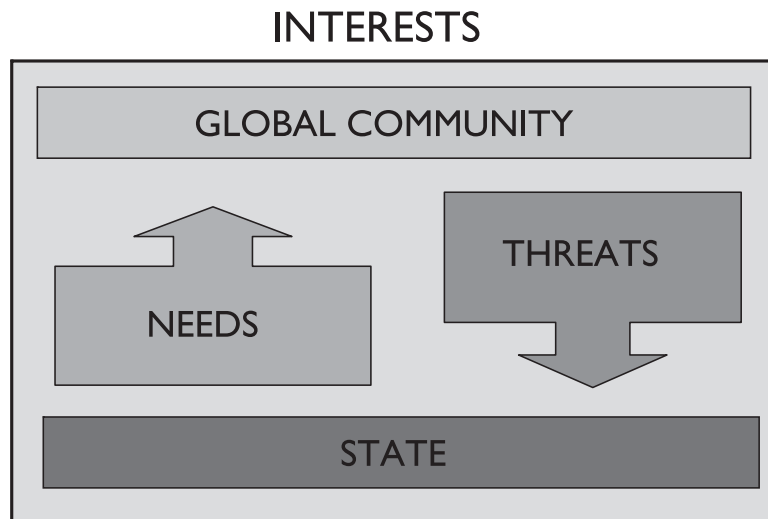 INTERESTS
GLOBAL COMMUNITY
THREATS
NEEDS
STATE